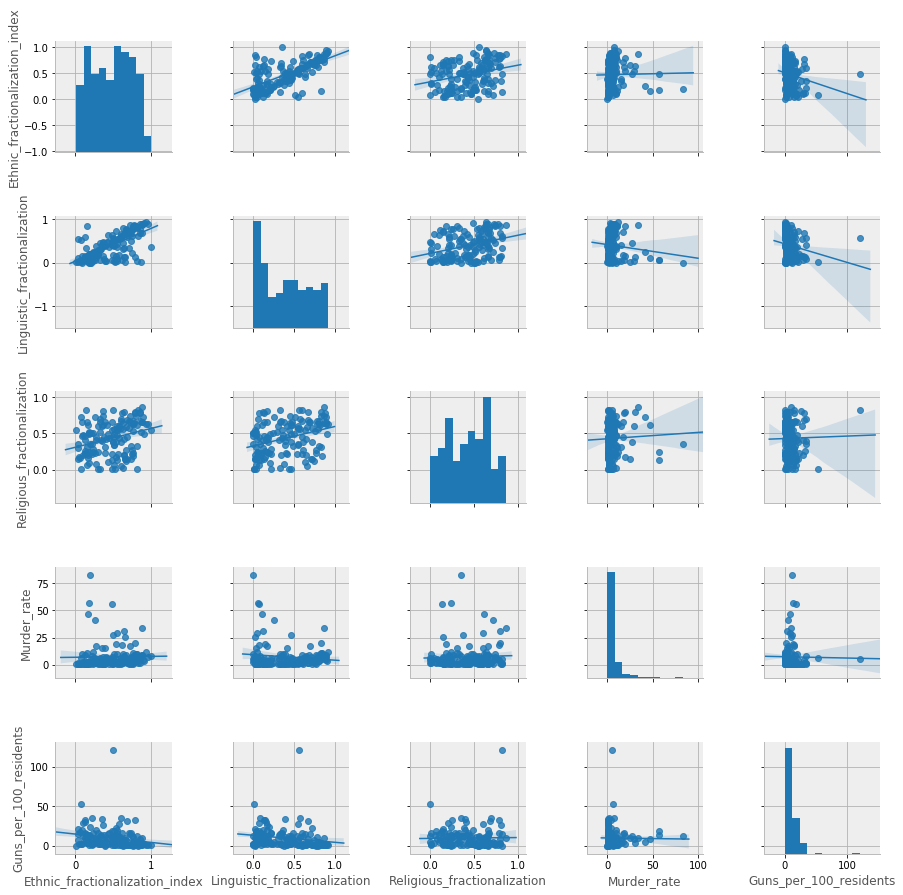 Ethnic_fractionalization_index
1.0
0.5
0.0
−0.5
−1.0
Linguistic_fractionalization
1
0
−1
Religious_fractionalization
1.0
0.5
0.0
Murder_rate
75
50
25
0
Guns_per_100_residents
100
50
0
0 1
0.0 0.5 1.0
0.0 0.5 1.0
0 50 100
0 100
Ethnic_fractionalization_index Linguistic_fractionalization Religious_fractionalization Murder_rate Guns_per_100_residents